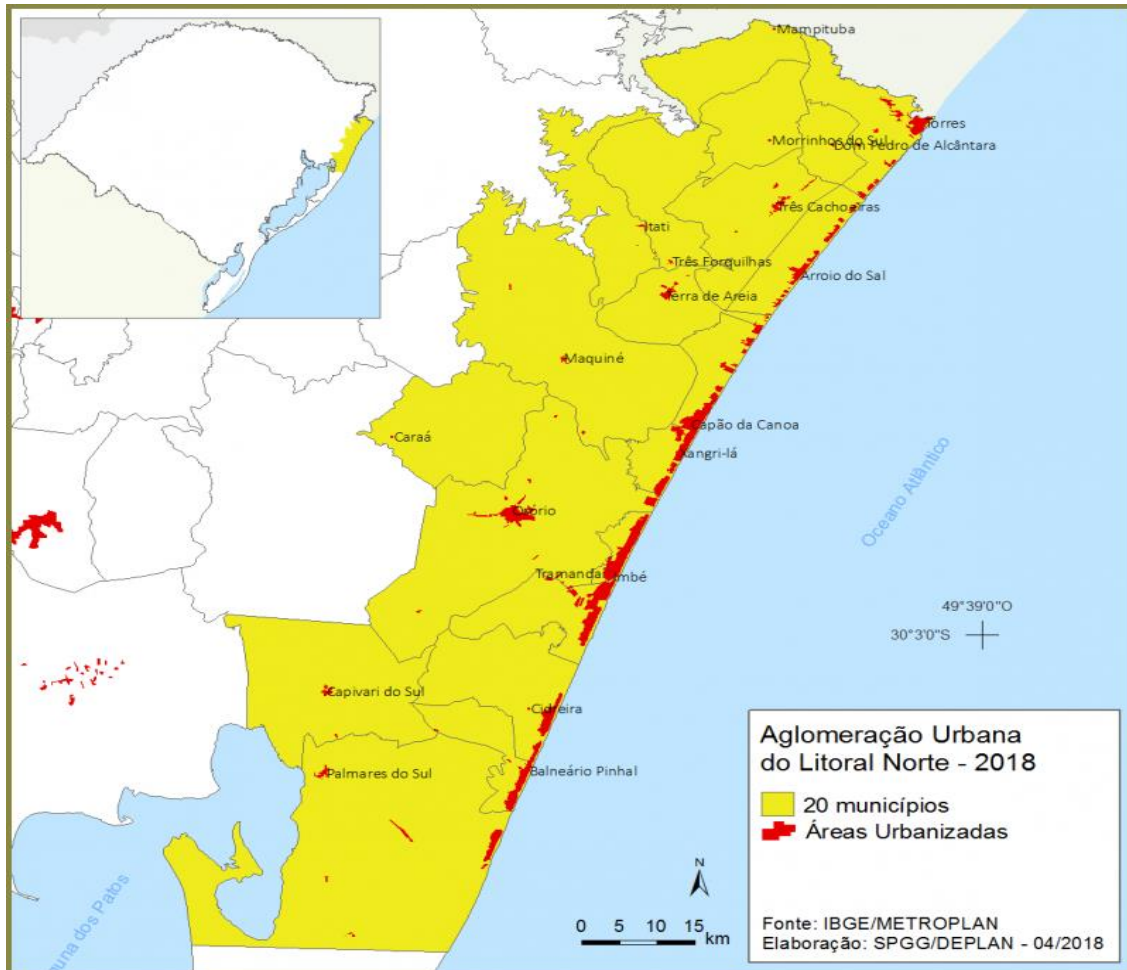 Mampituba
Torres
Morrinhos do Sul
Dom Pedro de Alcântara
Três Cachoeiras
Itati
Três Forquilhas
Arroio do Sal
Terra de Areia
Maquiné
Capão da Canoa
Xangri-lá
Caraá
Osório
Oceano Atlântico
Tramandaí
Imbé
49°39'0"O
30°3'0"S
Capivari do Sul
Cidreira
Balneário Pinhal
Palmares do Sul
dos Patos
Aglomeração Urbana
do Litoral Norte - 2018
20 municípios
Áreas Urbanizadas
N
0 5 10 15
km
Fonte: IBGE/METROPLAN
Elaboração: SPGG/DEPLAN - 04/2018